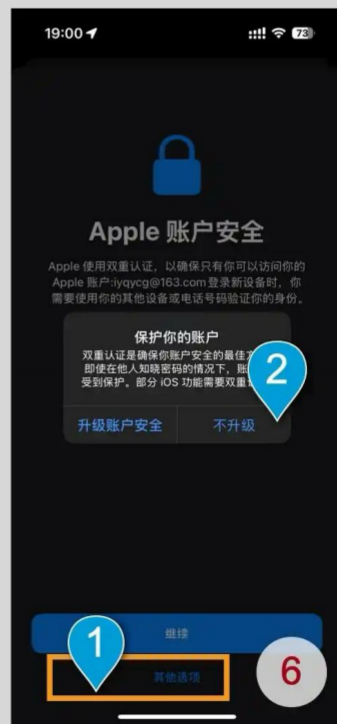 19:00
73
Apple 账户安全
Apple 使用双重认证，以确保只有你可以访问你的
Apple 账户:iyqycg@163.com 登录新设备时，你
需要使用你的其他设备或电话号码验证你的身份。
保护你的账户
双重认证是确保你账户安全的最佳
即使在他人知晓密码的情况下，账
受到保护。部分 iOS 功能需要双重
2
升级账户安全
不升级
继续
1
其他选项
6